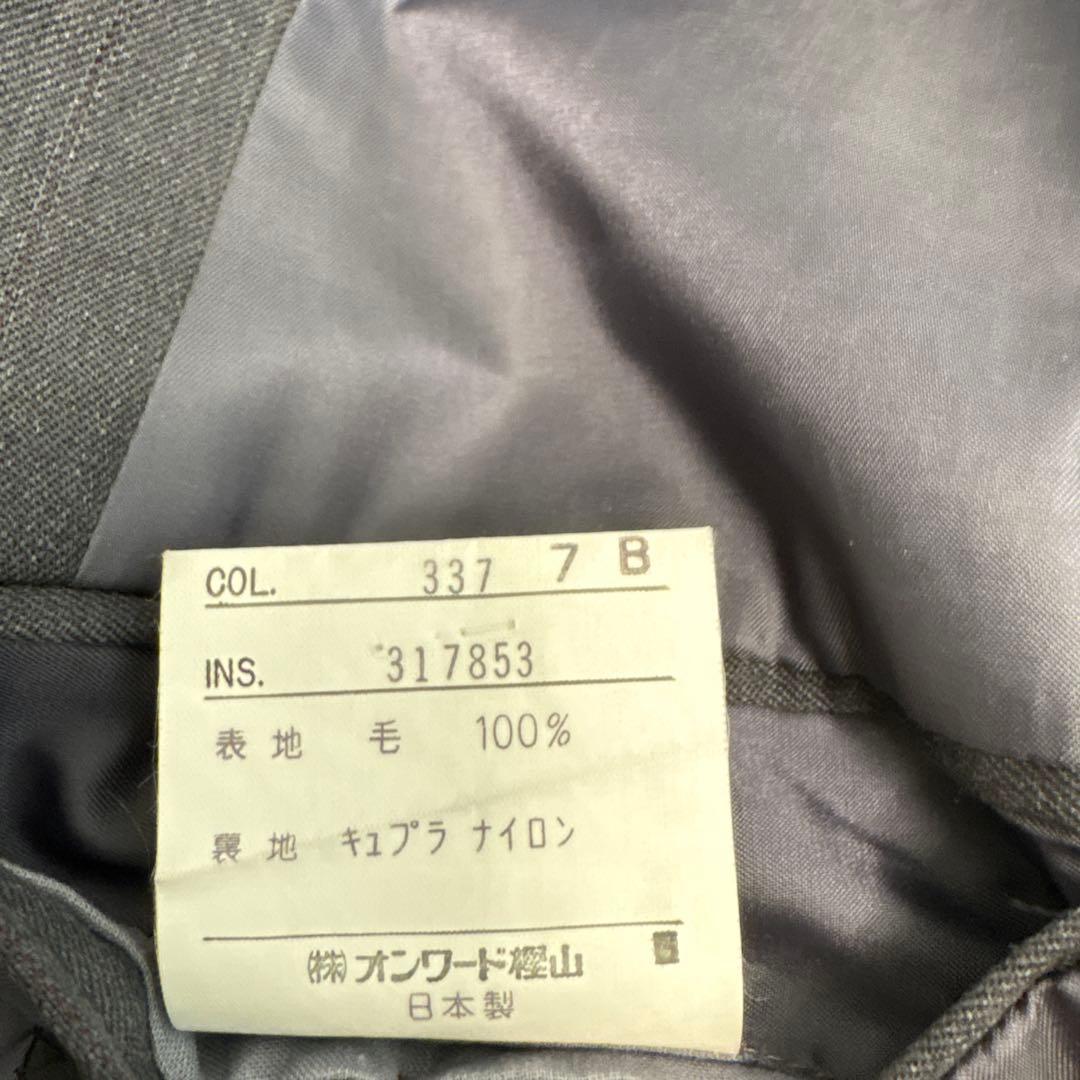 COL. 337 7 B
INS. 317853
表地 毛 100%
裏地 キュプラ ナイロン
㈱オンワード樫山
日本製